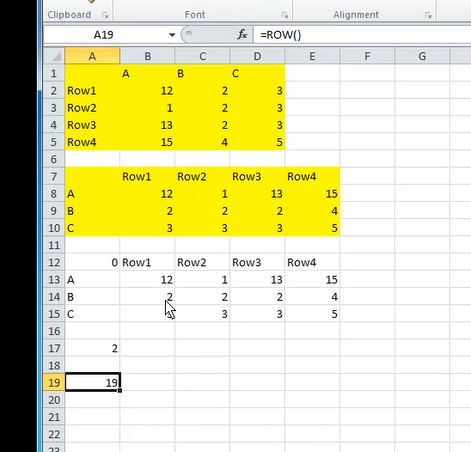 Clipboard Font Alignment
A19 fx =ROW()
A B C D E F G
1 A B C
2 Row1 12 2 3
3 Row2 1 2 3
4 Row3 13 2 3
5 Row4 15 4 5
6
7 Row1 Row2 Row3 Row4
8 A 12 1 13 15
9 B 2 2 2 4
10 C 3 3 3 5
11
12 0 Row1 Row2 Row3 Row4
13 A 12 1 13 15
14 B 2 2 2 4
15 C 3 3 5
16
17 2
18
19 19
20
21
22